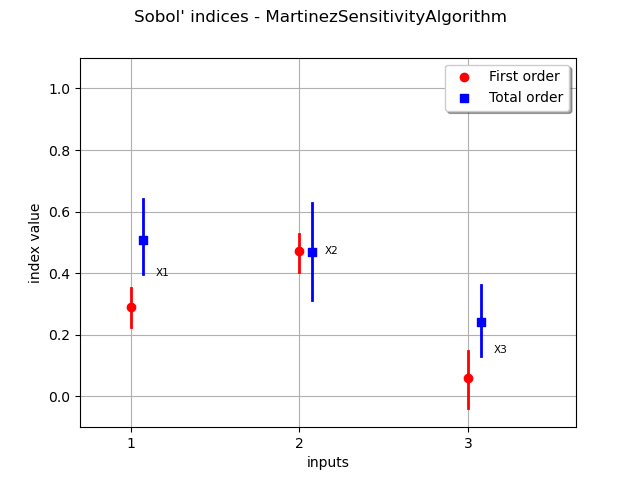 Sobol' indices - MartinezSensitivityAlgorithm
First order
Total order
1.0
0.8
0.6
0.4
0.2
0.0
index value
X1
X2
X3
1
2
3
inputs